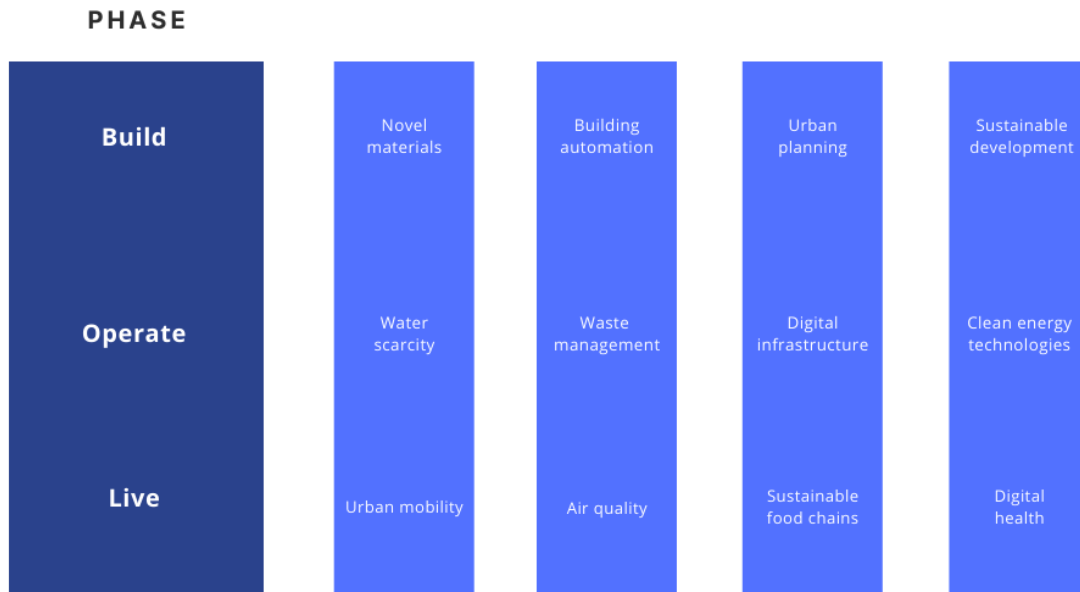 PHASE
Build
Novel
materials
Building
automation
Urban
planning
Sustainable
development
Operate
Water
scarcity
Waste
management
Digital
infrastructure
Clean energy
technologies
Live
Urban mobility
Air quality
Sustainable
food chains
Digital
health